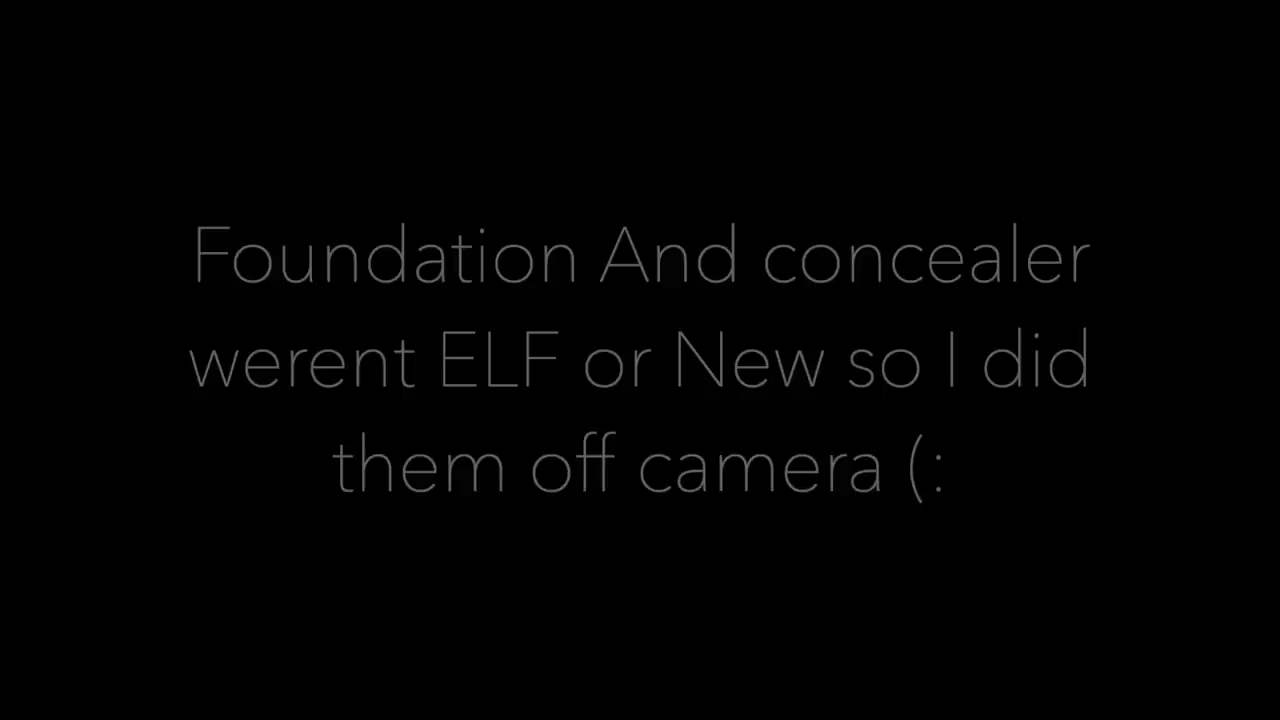 Foundation And concealer
werent ELF or New so I did
them off camera (: